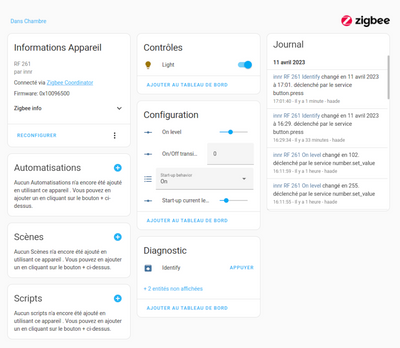 Dans Chambre
zigbee
Informations Appareil
RF 261
par innr
Connecté via Zigbee Coordinator
Firmware: 0x10096500
Zigbee info
RECONFIGURER
Automatisations
Aucun Automatisations n'a encore été ajouté
en utilisant ce appareil . Vous pouvez en
ajouter un en cliquant sur le bouton + ci-
dessus.
Scènes
Aucun Scènes n'a encore été ajouté en
utilisant ce appareil . Vous pouvez en ajouter
un en cliquant sur le bouton + ci-dessus.
Scripts
Aucun scripts n'a encore été ajouté en
utilisant ce appareil . Vous pouvez en ajouter
un en cliquant sur le bouton + ci-dessus.
Contrôles
Light
AJOUTER AU TABLEAU DE BORD
Configuration
On level
On/Off transi...
0
Start-up behavior
On
Start-up current le...
AJOUTER AU TABLEAU DE BORD
Diagnostic
Identify
APPUYER
+ 2 entités non affichées
AJOUTER AU TABLEAU DE BORD
Journal
11 avril 2023
innr RF 261 Identify changé en 11 avril 2023
à 17:01. déclenché par le service
button.press
17:01:40 - Il y a 1 minute - haade
innr RF 261 Identify changé en 11 avril 2023
à 16:29. déclenché par le service
button.press
16:29:34 - Il y a 33 minutes - haade
innr RF 261 On level changé en 102.
déclenché par le service number.set_value
16:11:59 - Il y a 1 heure - haade
innr RF 261 On level changé en 255.
déclenché par le service number.set_value
16:11:55 - Il y a 1 heure - haade